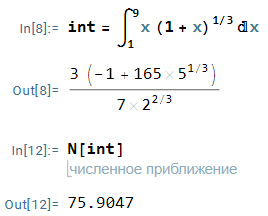 In[8]:= int = ∫₁⁹ x (1 + x)^(1/3) ⅆx
Out[8]= 3 (-1 + 165 × 5^(1/3)) / (7 × 2^(2/3))
In[12]:= N[int]
численное приближение
Out[12]= 75.9047